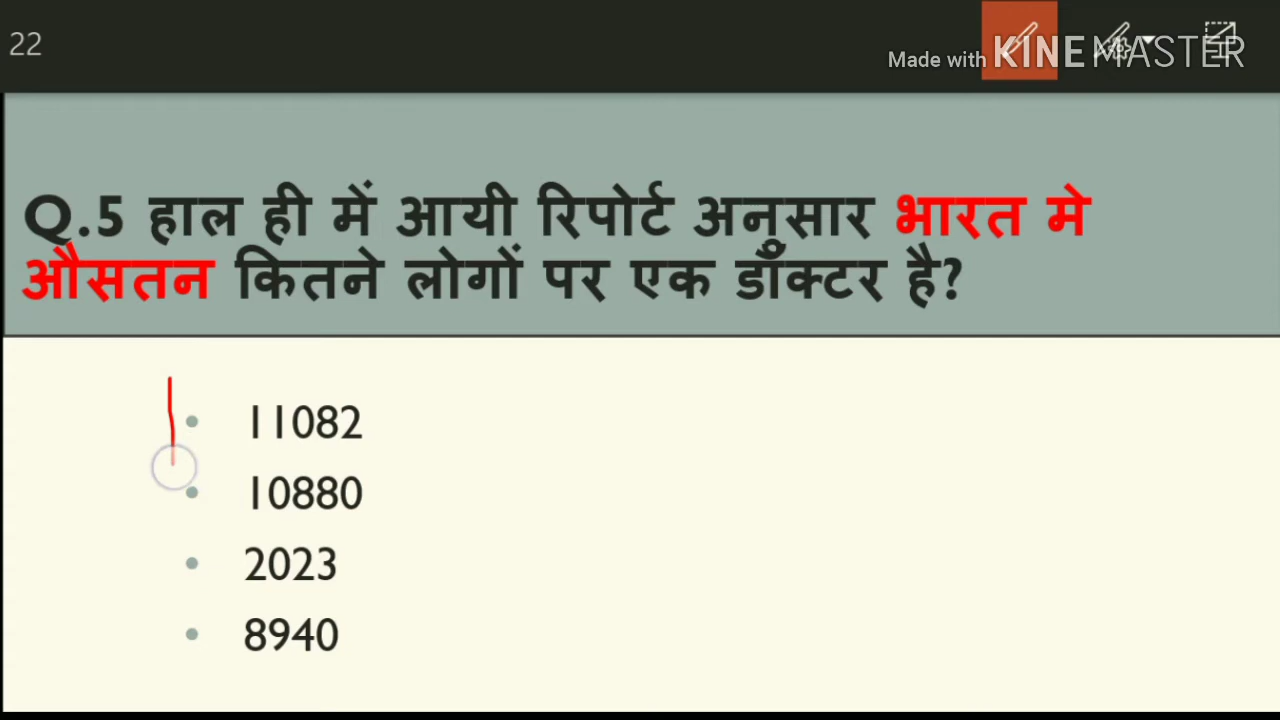 22
Made with KINEMASTER
Q.5 हाल ही में आयी रिपोर्ट अनुसार भारत मे
औसतन कितने लोगों पर एक डॉंक्टर है?
• 11082
• 10880
• 2023
• 8940